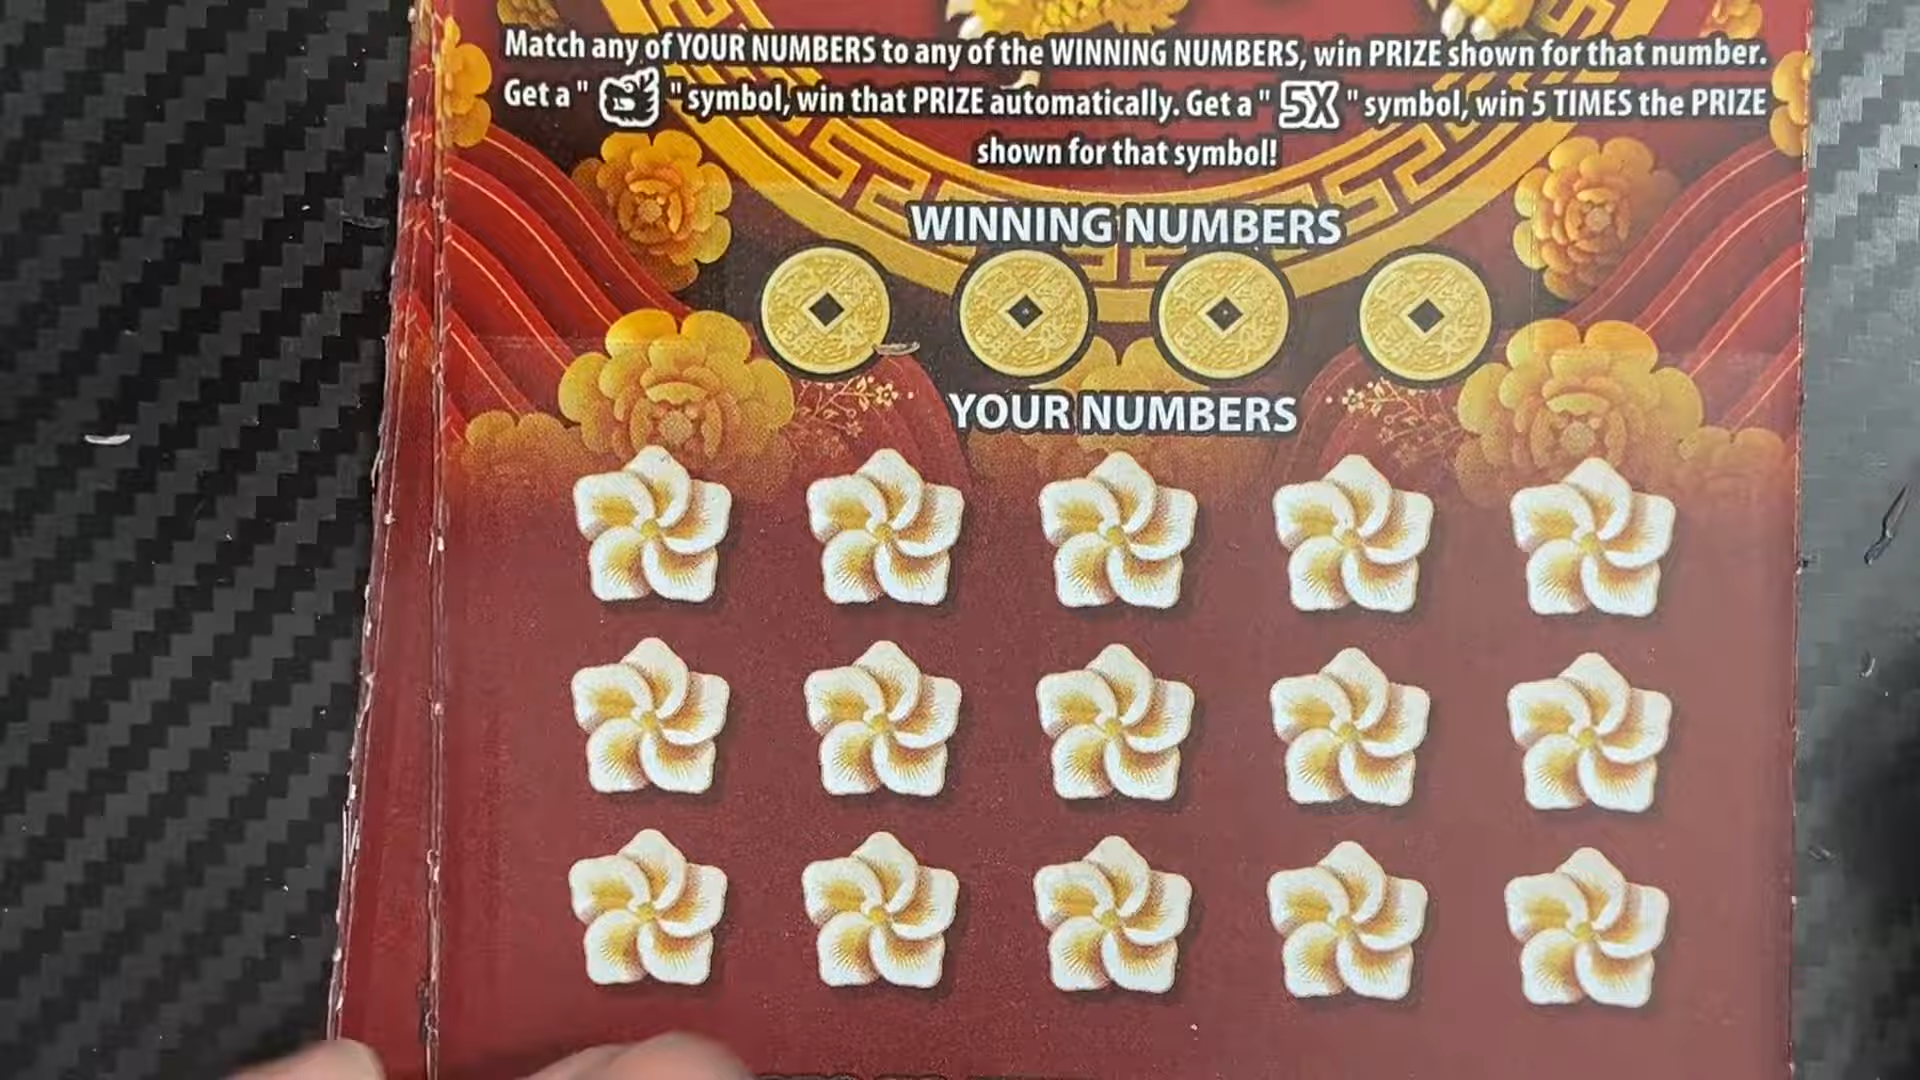 Match any of YOUR NUMBERS to any of the WINNING NUMBERS, win PRIZE shown for that number.
Get a " " symbol, win that PRIZE automatically. Get a " 5X " symbol, win 5 TIMES the PRIZE
shown for that symbol!
WINNING NUMBERS
YOUR NUMBERS